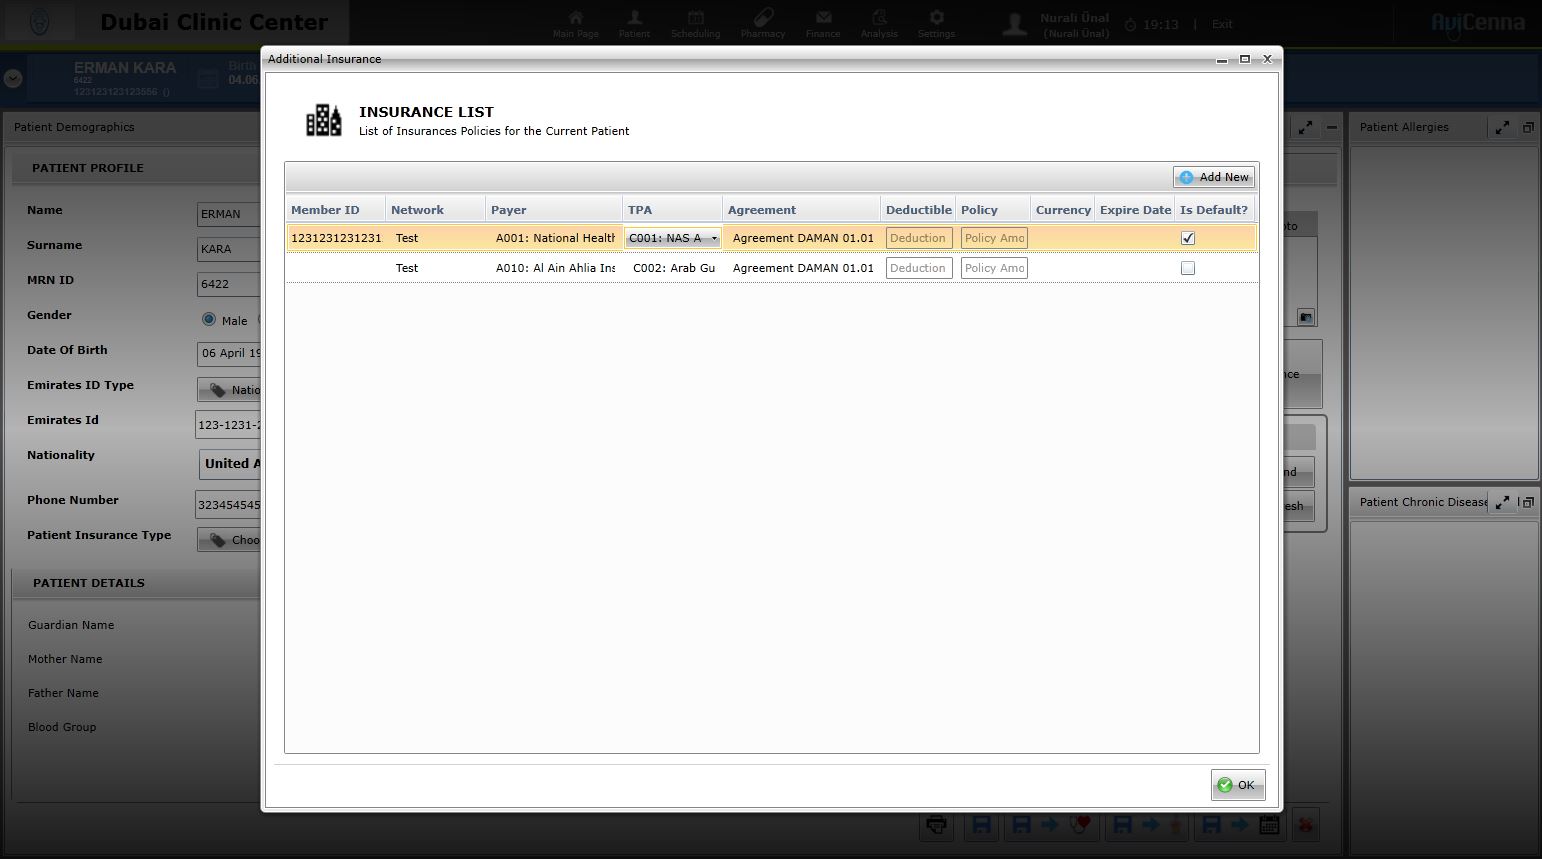 Dubai Clinic Center
Main Page
Patient
Scheduling
Pharmacy
Finance
Analysis
Settings
Nurali Ünal
(Nurali Ünal)
19:13 | Exit
AviCenna
ERMAN KARA
6422
123123123123556 ()
Birth
04.06
Additional Insurance
INSURANCE LIST
List of Insurances Policies for the Current Patient
Add New
Member ID Network Payer TPA Agreement Deductible Policy Currency Expire Date Is Default?
1231231231231 Test A001: National Health C001: NAS A Agreement DAMAN 01.01 Deduction Policy Amo
Test A010: Al Ain Ahlia Ins C002: Arab Gu Agreement DAMAN 01.01 Deduction Policy Amo
OK
Patient Demographics
PATIENT PROFILE
Name ERMAN
Surname KARA
MRN ID 6422
Gender Male
Date Of Birth 06 April 19
Emirates ID Type Natio
Emirates Id 123-1231-2
Nationality United A
Phone Number 323454545
Patient Insurance Type Choo
PATIENT DETAILS
Guardian Name
Mother Name
Father Name
Blood Group
oto
nce
nd
esh
Patient Allergies
Patient Chronic Disease